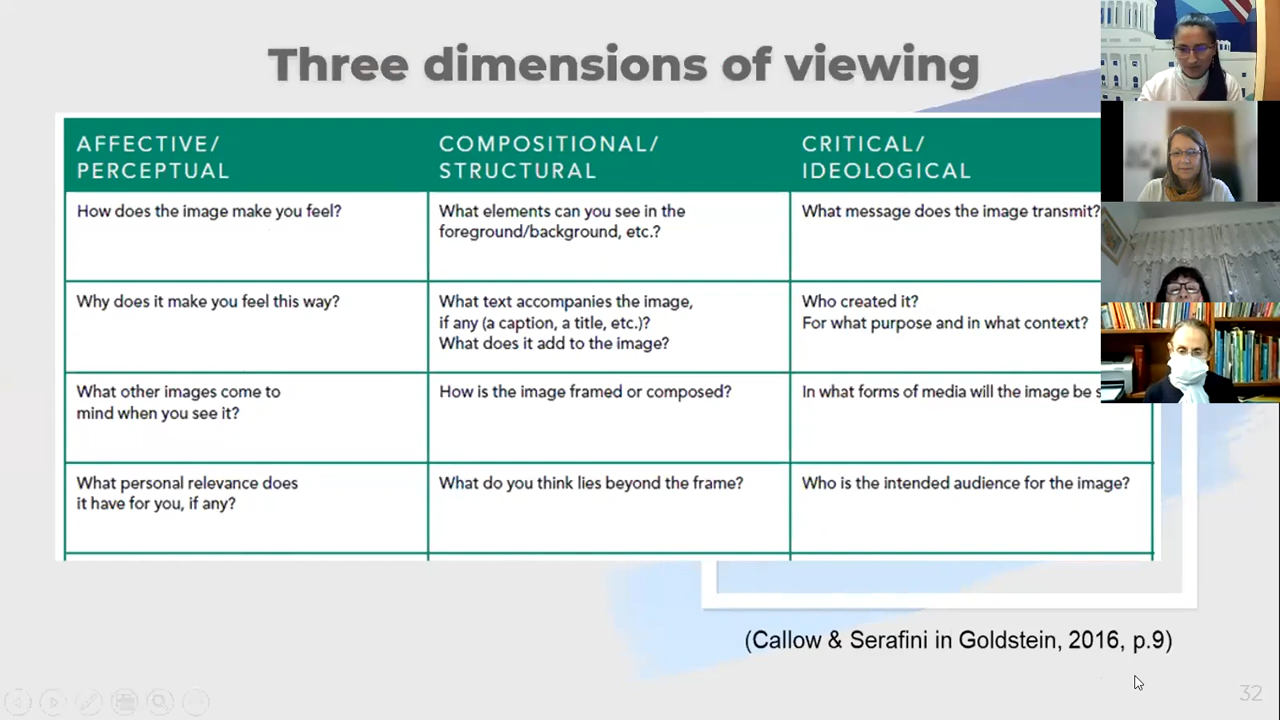 Three dimensions of viewing
AFFECTIVE/
PERCEPTUAL
COMPOSITIONAL/
STRUCTURAL
CRITICAL/
IDEOLOGICAL
How does the image make you feel?
What elements can you see in the
foreground/background, etc.?
What message does the image transmit?
Why does it make you feel this way?
What text accompanies the image,
if any (a caption, a title, etc.)?
What does it add to the image?
Who created it?
For what purpose and in what context?
What other images come to
mind when you see it?
How is the image framed or composed?
In what forms of media will the image be
What personal relevance does
it have for you, if any?
What do you think lies beyond the frame?
Who is the intended audience for the image?
(Callow & Serafini in Goldstein, 2016, p.9)
32